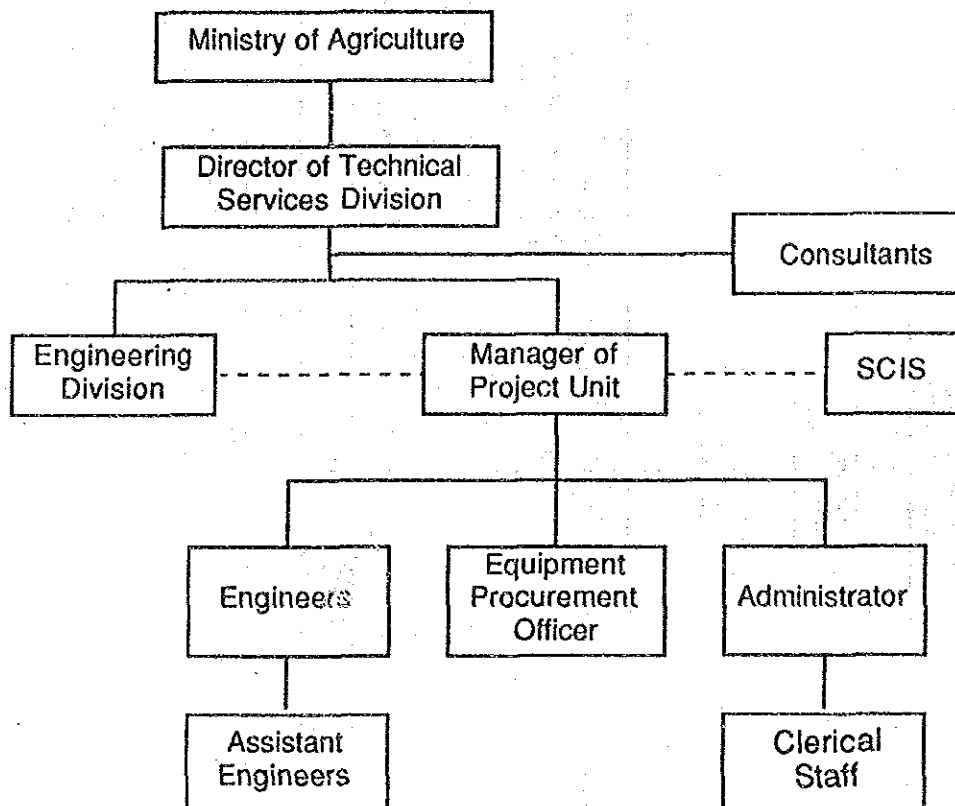 Ministry of Agriculture
Director of Technical
Services Division
Consultants
Engineering
Division
Manager of
Project Unit
SCIS
Engineers
Equipment
Procurement
Officer
Administrator
Assistant
Engineers
Clerical
Staff